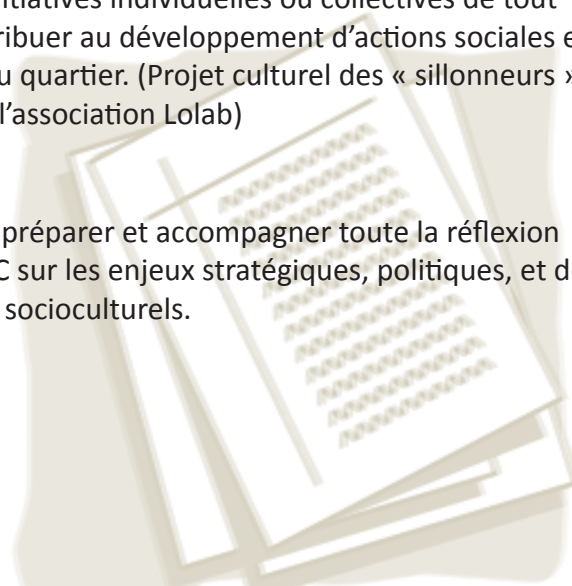 itiatives individuelles ou collectives de tout
ribuer au développement d’actions sociales e
u quartier. (Projet culturel des « sillonneurs »
l’association Lolab)
préparer et accompagner toute la réflexion
C sur les enjeux stratégiques, politiques, et d
socioculturels.